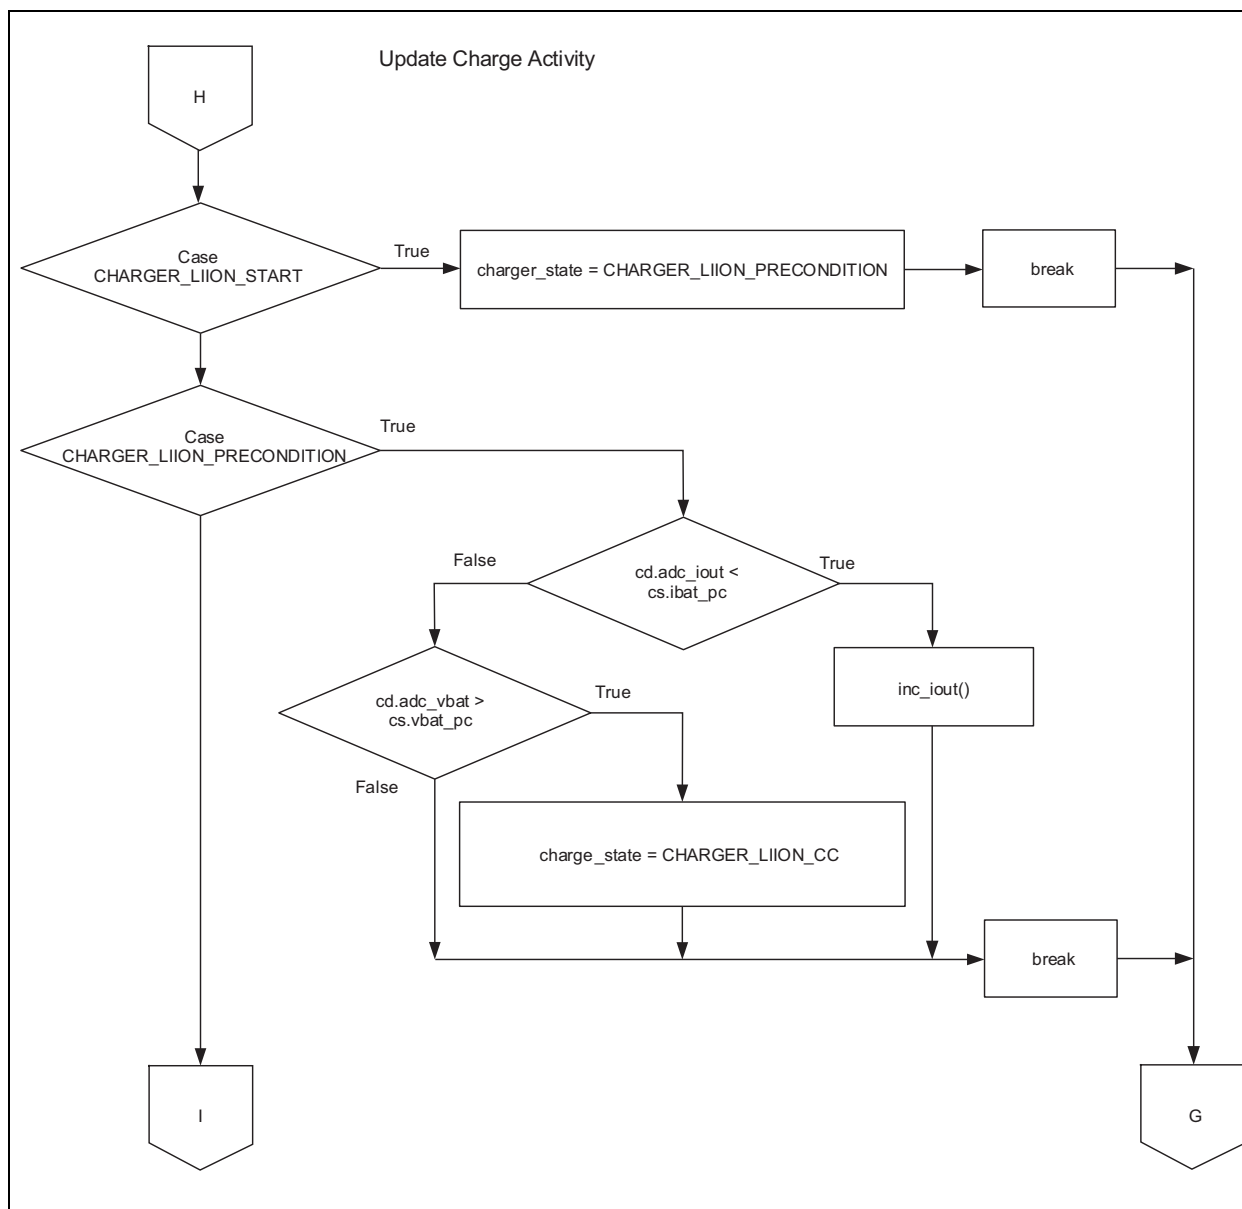 Update Charge Activity
H
Case
CHARGER_LIION_START
True
charger_state = CHARGER_LIION_PRECONDITION
break
Case
CHARGER_LIION_PRECONDITION
True
cd.adc_iout <
cs.ibat_pc
False
True
cd.adc_vbat >
cs.vbat_pc
True
False
inc_iout()
charge_state = CHARGER_LIION_CC
break
I
G